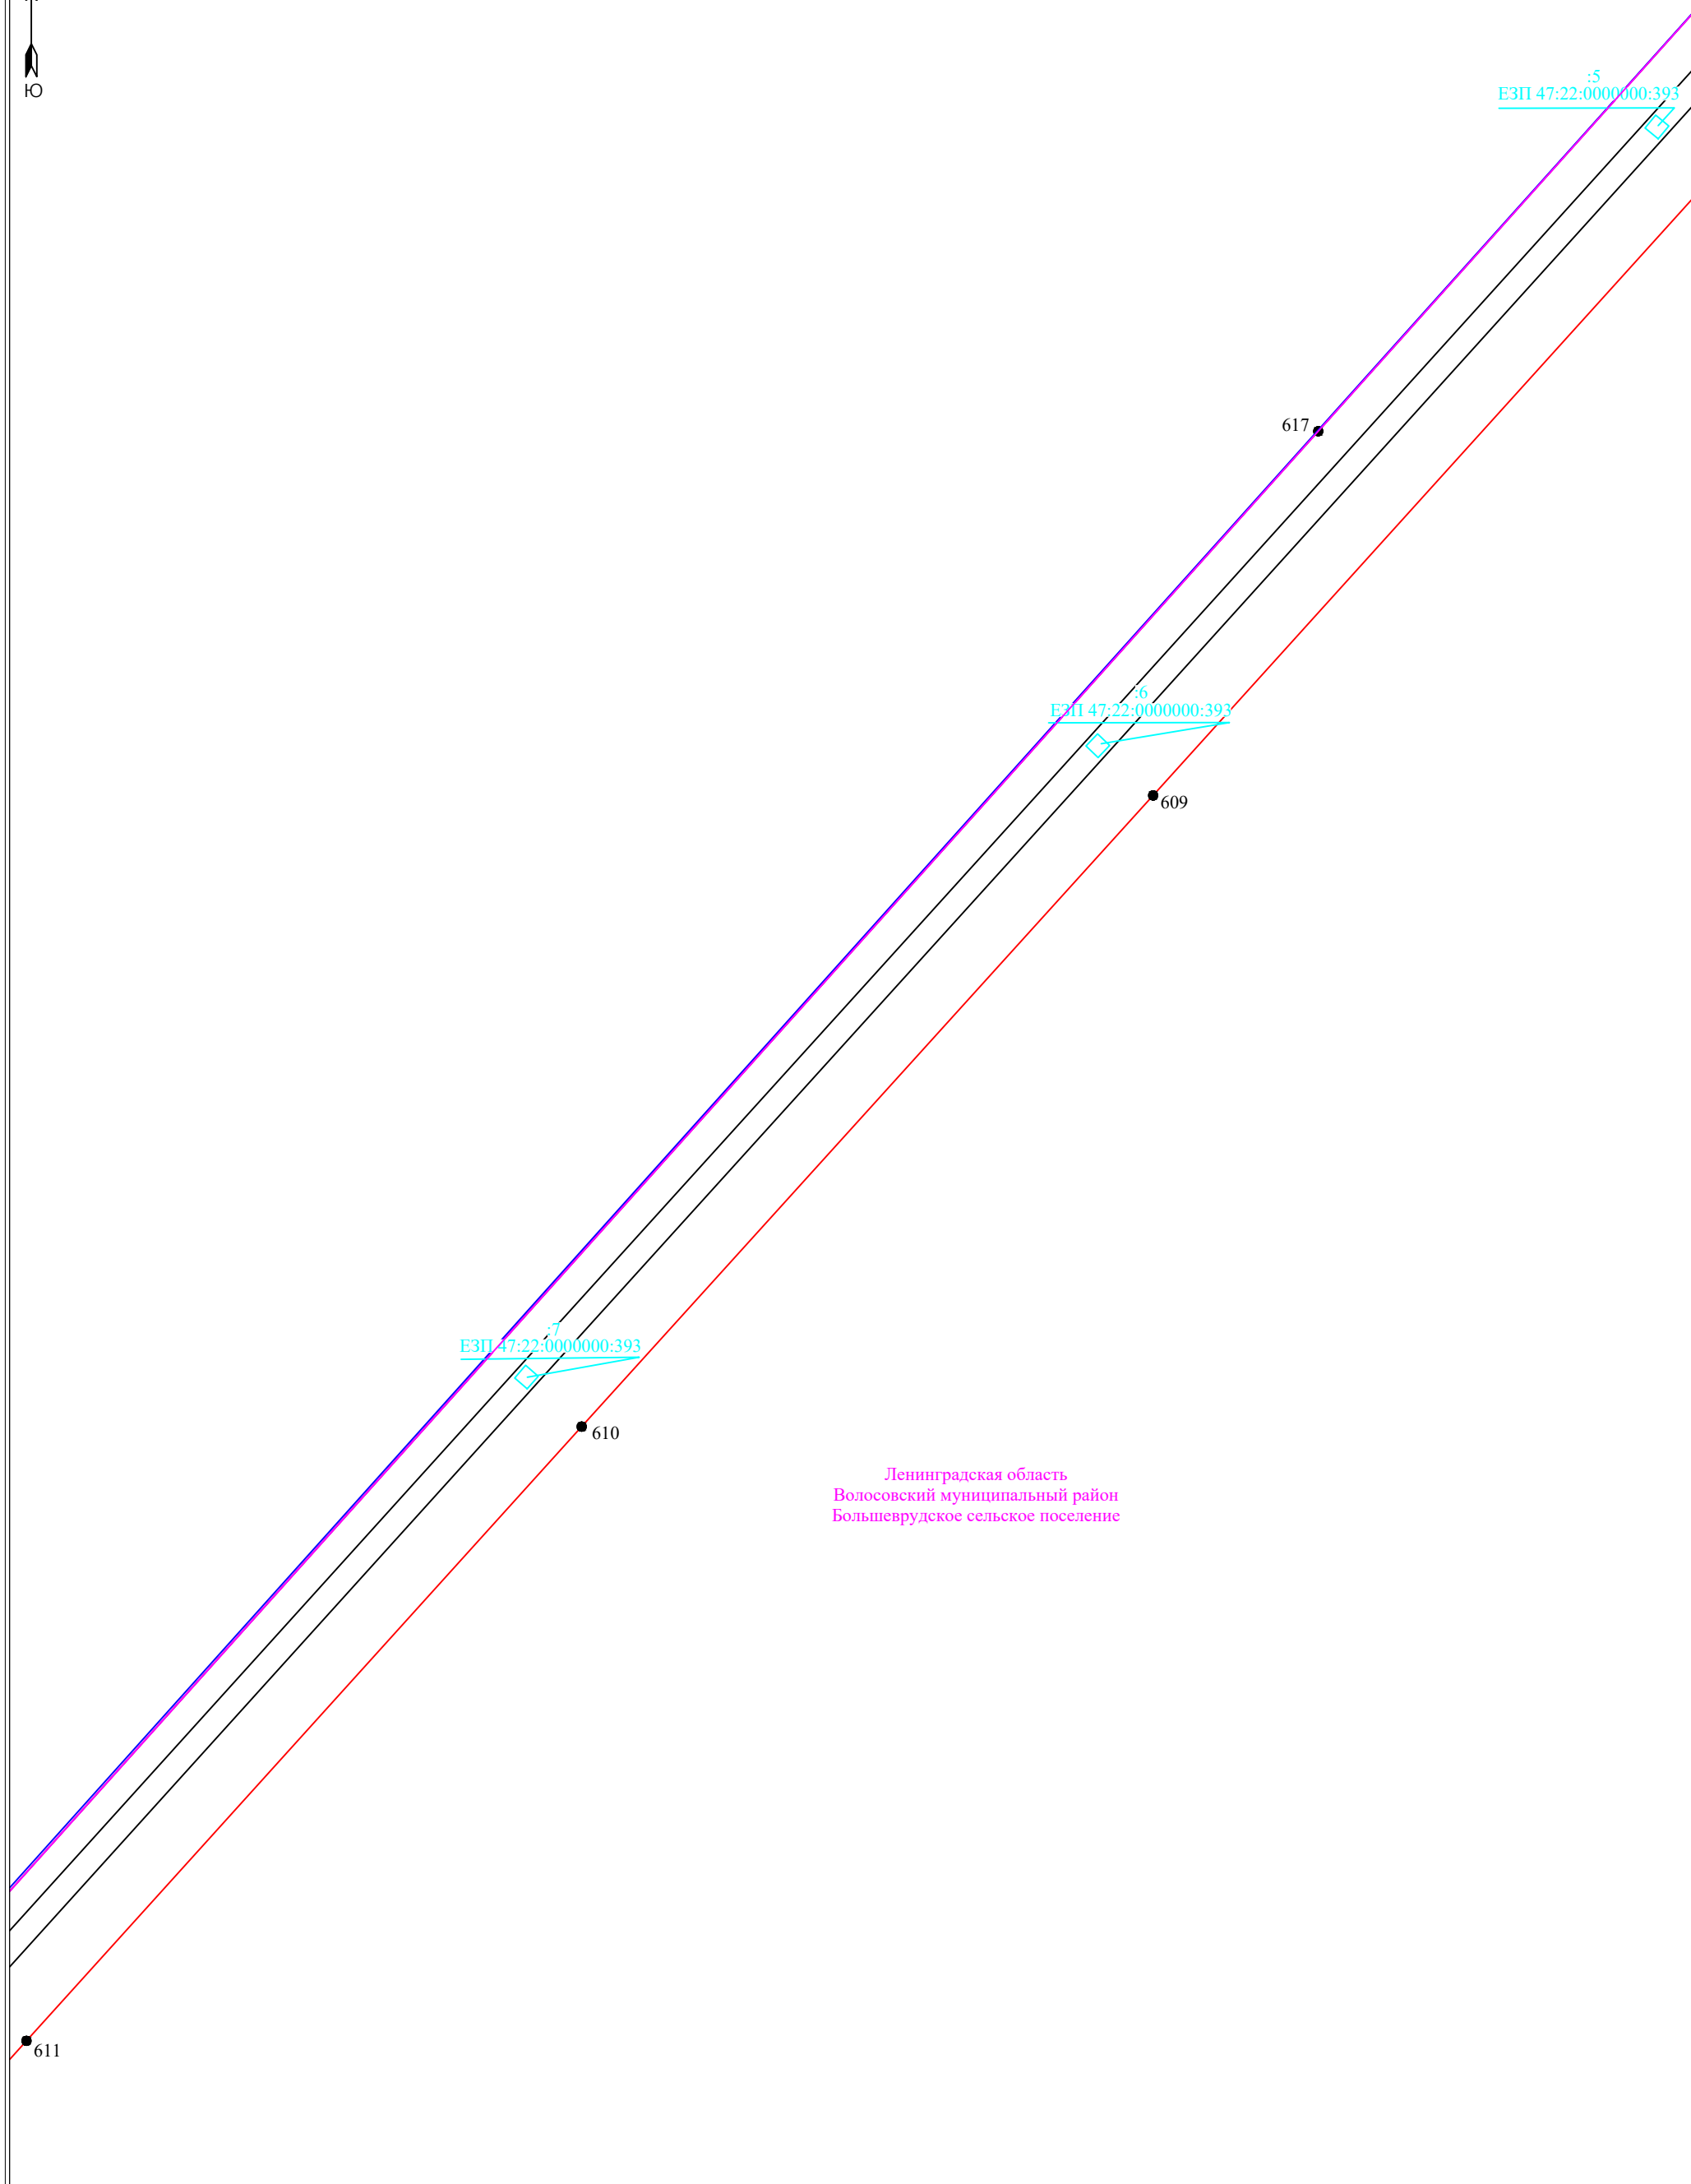 Ю
:5
ЕЗП 47:22:0000000:393
617
:6
ЕЗП 47:22:0000000:393
609
:7
ЕЗП 47:22:0000000:393
610
Ленинградская область
Волосовский муниципальный район
Большеврудское сельское поселение
611